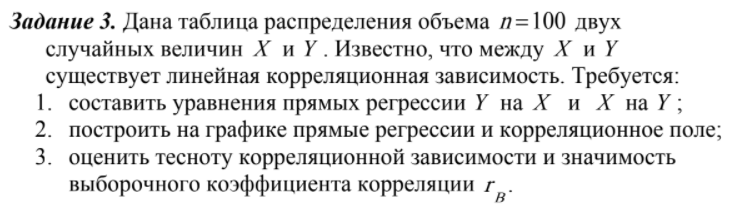 Задание 3. Дана таблица распределения объема n=100 двух
случайных величин X и Y . Известно, что между X и Y
существует линейная корреляционная зависимость. Требуется:
1. составить уравнения прямых регрессии Y на X и X на Y ;
2. построить на графике прямые регрессии и корреляционное поле;
3. оценить тесноту корреляционной зависимости и значимость
выборочного коэффициента корреляции r_B.